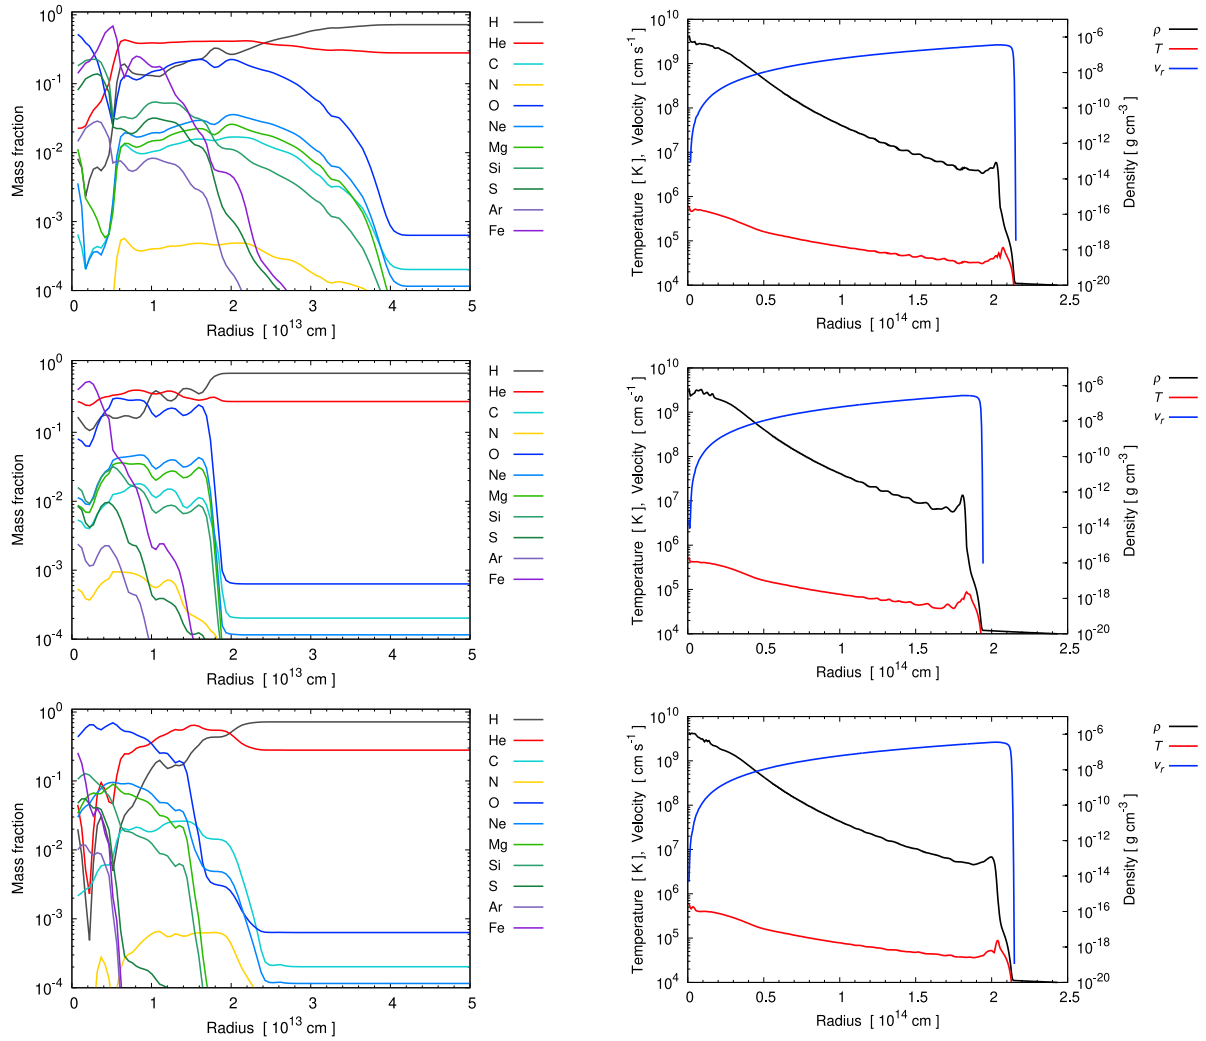 10^0
10^-1
10^-2
10^-3
10^-4
Mass fraction
0 1 2 3 4 5
Radius [ 10^13 cm ]
H
He
C
N
O
Ne
Mg
Si
S
Ar
Fe
10^10
10^9
10^8
10^7
10^6
10^5
10^4
Temperature [ K ], Velocity [ cm s^-1 ]
0 0.5 1 1.5 2 2.5
Radius [ 10^14 cm ]
10^-6
10^-8
10^-10
10^-12
10^-14
10^-16
10^-18
10^-20
Density [ g cm^-3 ]
ρ
T
v_r
10^0
10^-1
10^-2
10^-3
10^-4
Mass fraction
0 1 2 3 4 5
Radius [ 10^13 cm ]
H
He
C
N
O
Ne
Mg
Si
S
Ar
Fe
10^10
10^9
10^8
10^7
10^6
10^5
10^4
Temperature [ K ], Velocity [ cm s^-1 ]
0 0.5 1 1.5 2 2.5
Radius [ 10^14 cm ]
10^-6
10^-8
10^-10
10^-12
10^-14
10^-16
10^-18
10^-20
Density [ g cm^-3 ]
ρ
T
v_r
10^0
10^-1
10^-2
10^-3
10^-4
Mass fraction
0 1 2 3 4 5
Radius [ 10^13 cm ]
H
He
C
N
O
Ne
Mg
Si
S
Ar
Fe
10^10
10^9
10^8
10^7
10^6
10^5
10^4
Temperature [ K ], Velocity [ cm s^-1 ]
0 0.5 1 1.5 2 2.5
Radius [ 10^14 cm ]
10^-6
10^-8
10^-10
10^-12
10^-14
10^-16
10^-18
10^-20
Density [ g cm^-3 ]
ρ
T
v_r